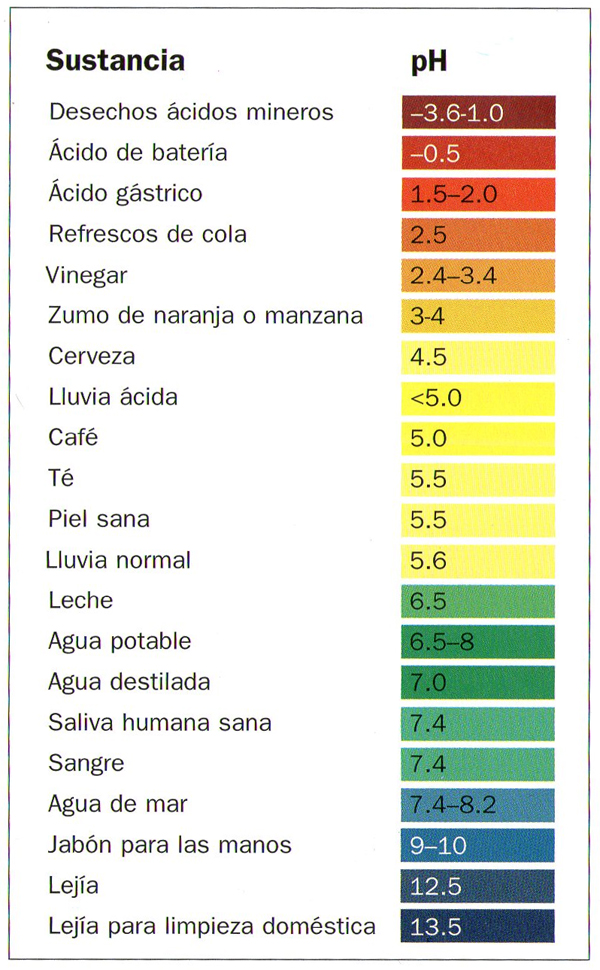 Sustancia pH
Desechos ácidos mineros –3.6-1.0
Ácido de batería –0.5
Ácido gástrico 1.5–2.0
Refrescos de cola 2.5
Vinegar 2.4–3.4
Zumo de naranja o manzana 3-4
Cerveza 4.5
Lluvia ácida <5.0
Café 5.0
Té 5.5
Piel sana 5.5
Lluvia normal 5.6
Leche 6.5
Agua potable 6.5–8
Agua destilada 7.0
Saliva humana sana 7.4
Sangre 7.4
Agua de mar 7.4–8.2
Jabón para las manos 9–10
Lejía 12.5
Lejía para limpieza doméstica 13.5